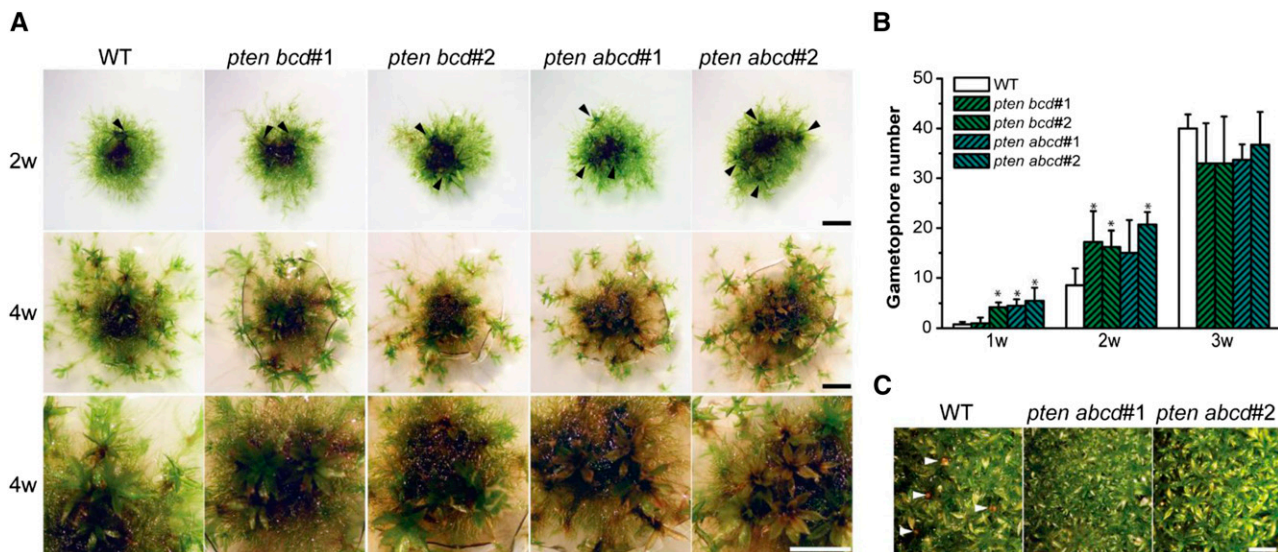 A
WT pten bcd#1 pten bcd#2 pten abcd#1 pten abcd#2
2w
4w
4w
B
Gametophore number
50
40
30
20
10
0
WT
pten bcd#1
pten bcd#2
pten abcd#1
pten abcd#2
* * *
* * *
1w 2w 3w
C
WT pten abcd#1 pten abcd#2